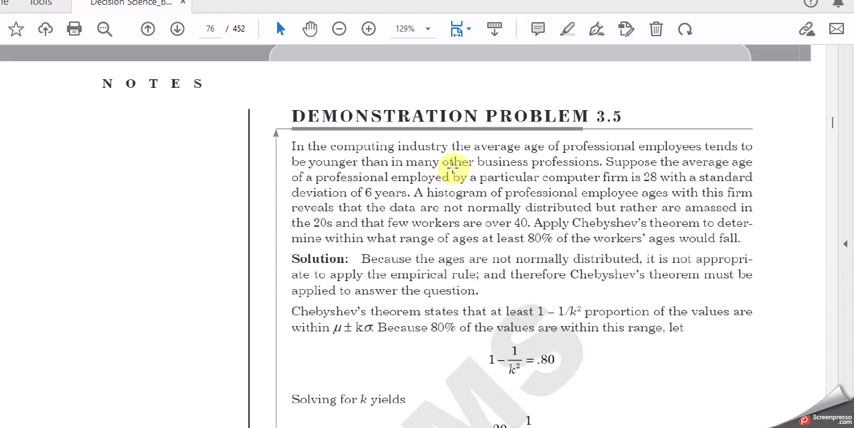 Tools
Decision Science_B...
76 / 452
129%
N O T E S
DEMONSTRATION PROBLEM 3.5
In the computing industry the average age of professional employees tends to
be younger than in many other business professions. Suppose the average age
of a professional employed by a particular computer firm is 28 with a standard
deviation of 6 years. A histogram of professional employee ages with this firm
reveals that the data are not normally distributed but rather are amassed in
the 20s and that few workers are over 40. Apply Chebyshev's theorem to deter-
mine within what range of ages at least 80% of the workers' ages would fall.
Solution: Because the ages are not normally distributed, it is not appropri-
ate to apply the empirical rule; and therefore Chebyshev's theorem must be
applied to answer the question.
Chebyshev's theorem states that at least 1 – 1/k² proportion of the values are
within μ ± kσ. Because 80% of the values are within this range, let
1 – 1/k² = .80
Solving for k yields
MS
Screenpresso
.com